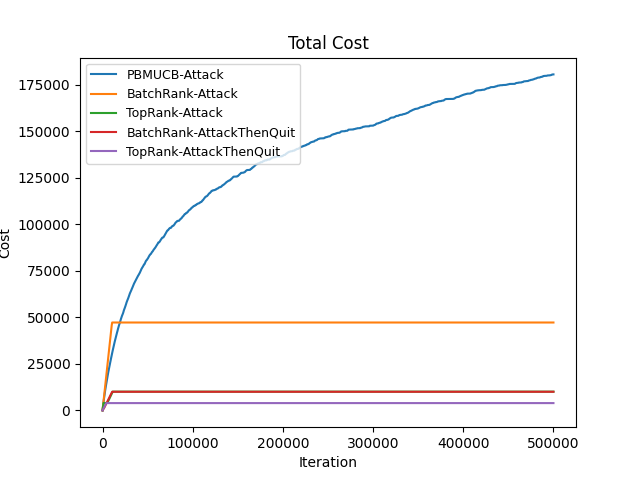 Total Cost
PBMUCB-Attack
BatchRank-Attack
TopRank-Attack
BatchRank-AttackThenQuit
TopRank-AttackThenQuit
175000
150000
125000
100000
75000
50000
25000
0
Cost
0 100000 200000 300000 400000 500000
Iteration